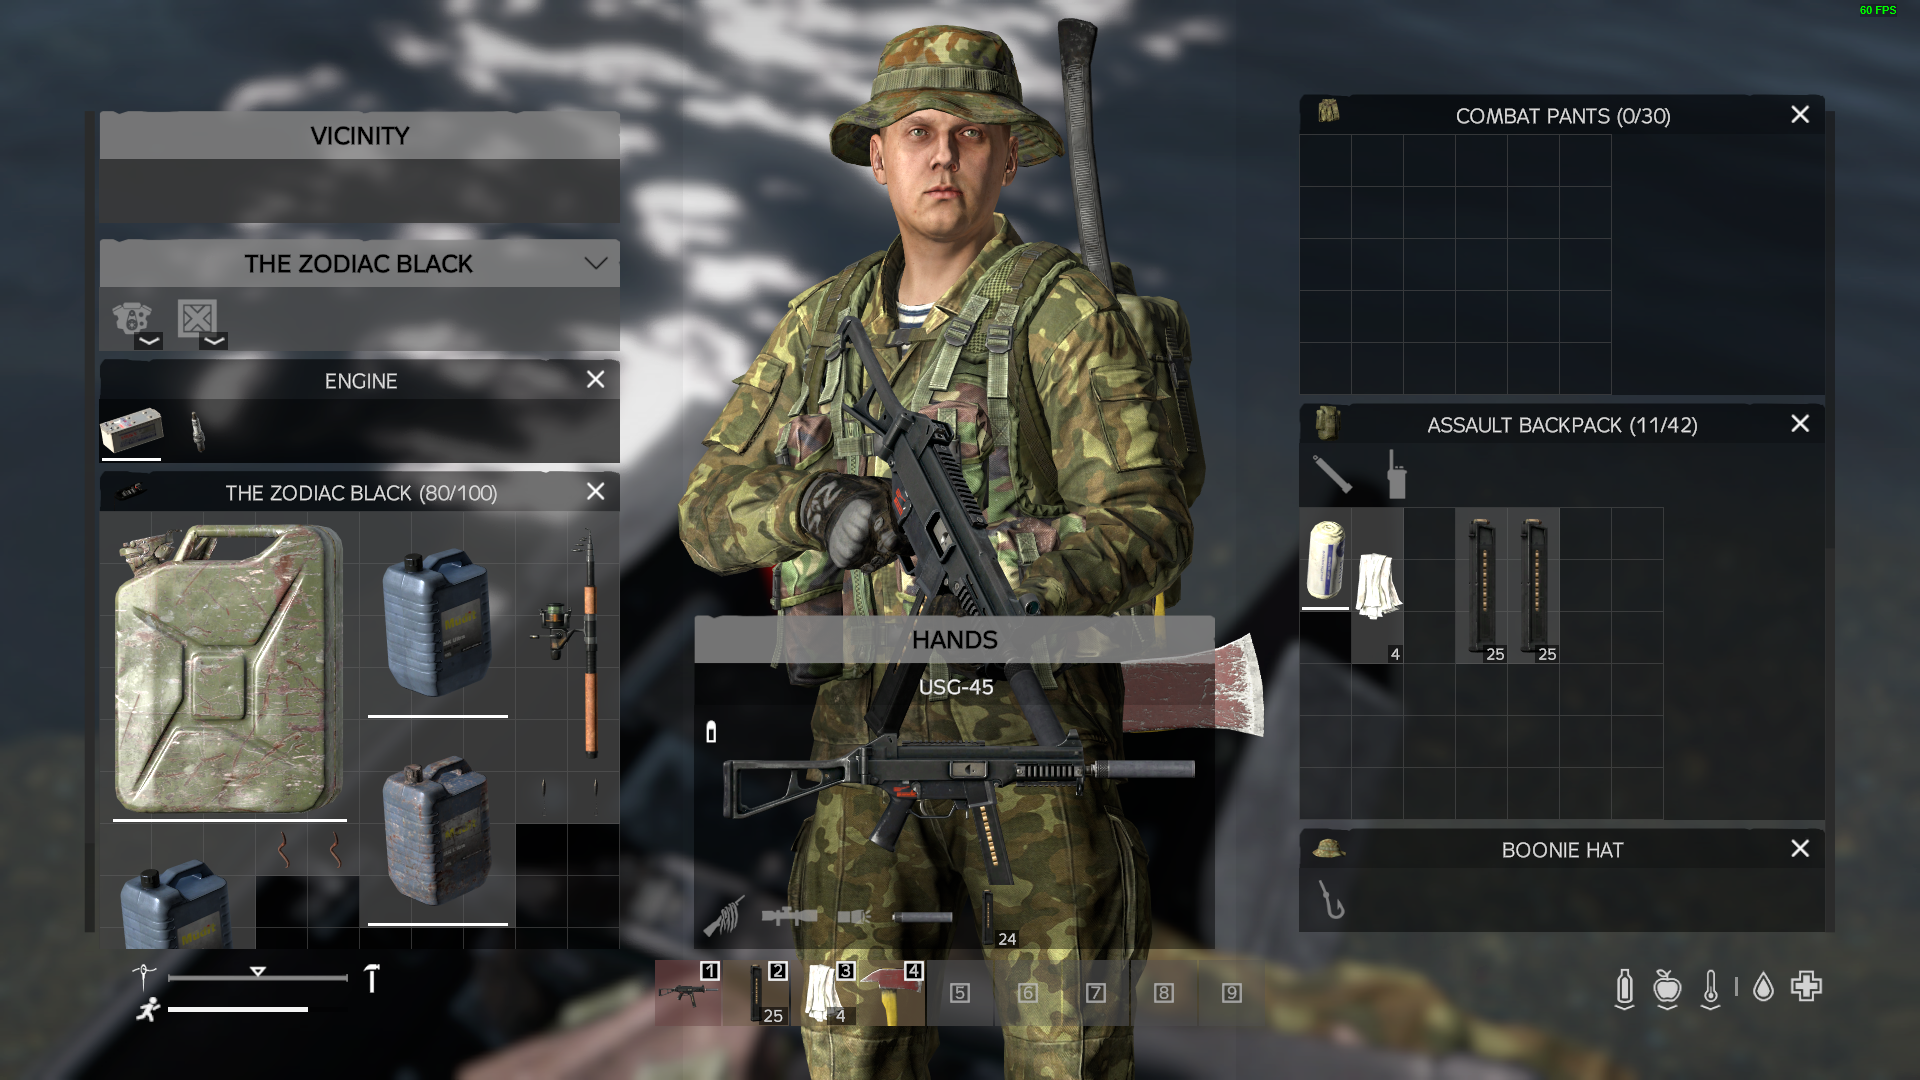 60 FPS
VICINITY
THE ZODIAC BLACK
ENGINE
THE ZODIAC BLACK (80/100)
HANDS
USG-45
24
COMBAT PANTS (0/30)
ASSAULT BACKPACK (11/42)
4
25
25
BOONIE HAT
1
2
25
3
4
4
5
6
7
8
9